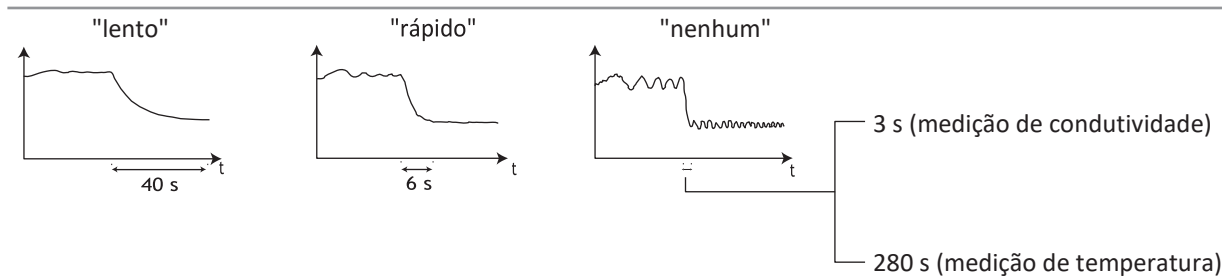 "lento" "rápido" "nenhum"
3 s (medição de condutividade)
t t t
40 s 6 s
280 s (medição de temperatura)